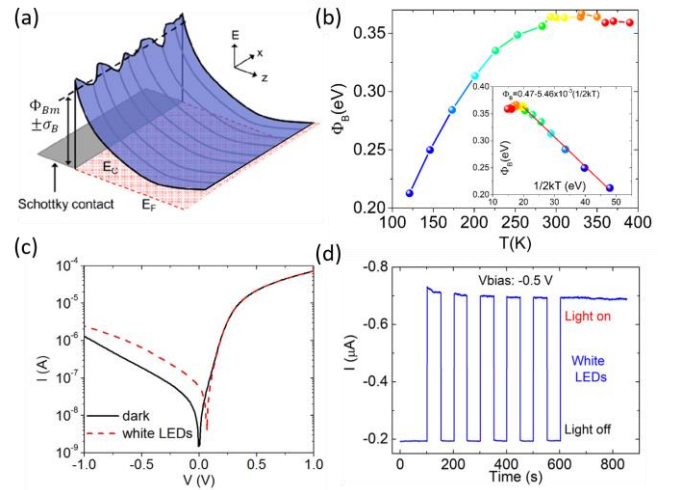 (a)
E
x
z
Φ_Bm
±σ_B
E_C
E_F
Schottky contact
(b)
Φ_B(eV)
0.35
0.30
0.25
0.20
100 150 200 250 300 350 400
T(K)
Φ_B=0.47-5.46x10⁻³(1/2kT)
Φ_B(eV)
0.40
0.35
0.30
0.25
0.20
10 20 30 40 50
1/2kT (eV)
(c)
I (A)
10⁻⁴
10⁻⁵
10⁻⁶
10⁻⁷
10⁻⁸
10⁻⁹
dark
white LEDs
-1.0 -0.5 0.0 0.5 1.0
V (V)
(d)
I (μA)
-0.8
-0.6
-0.4
-0.2
Vbias: -0.5 V
Light on
White
LEDs
Light off
0 200 400 600 800
Time (s)